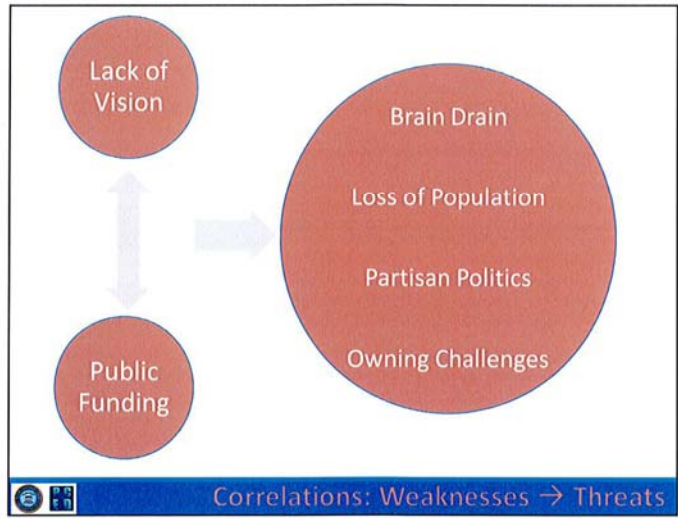 Lack of
Vision
Public
Funding
Brain Drain
Loss of Population
Partisan Politics
Owning Challenges
Correlations: Weaknesses → Threats